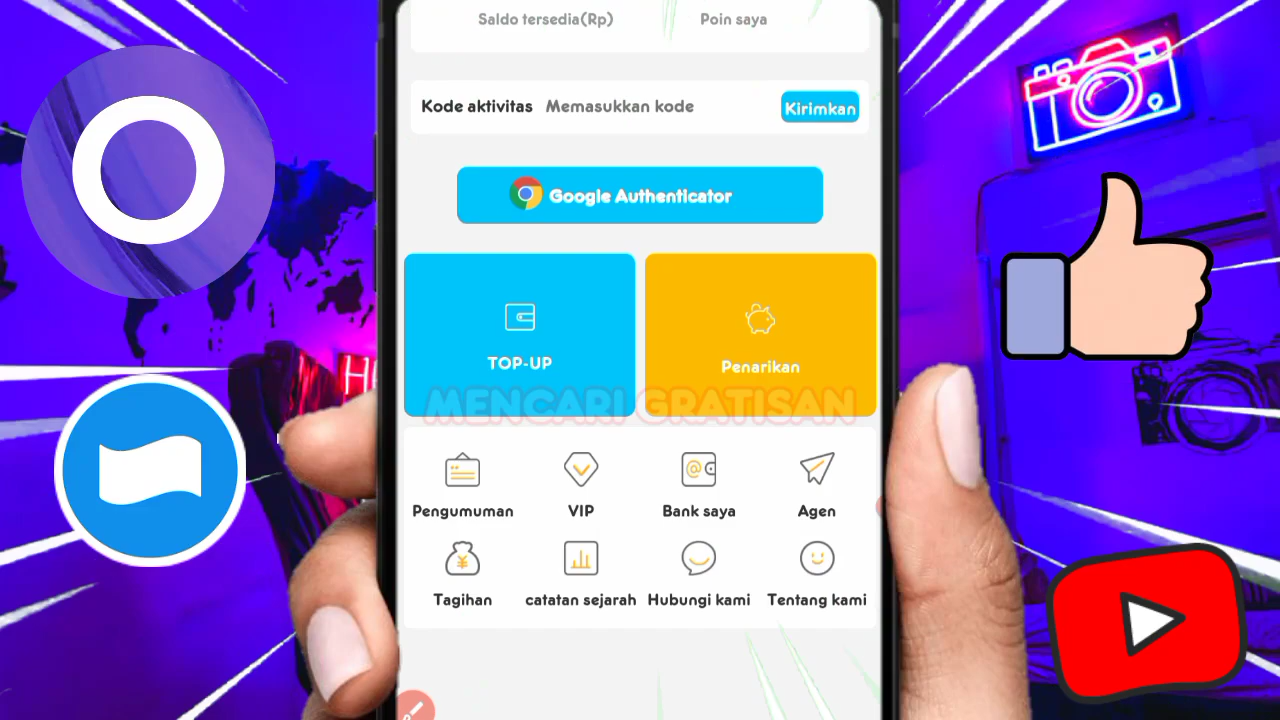 Saldo tersedia(Rp) Poin saya
Kode aktivitas Memasukkan kode Kirimkan
Google Authenticator
TOP-UP Penarikan
MENCARI GRATISAN
Pengumuman VIP Bank saya Agen
Tagihan catatan sejarah Hubungi kami Tentang kami